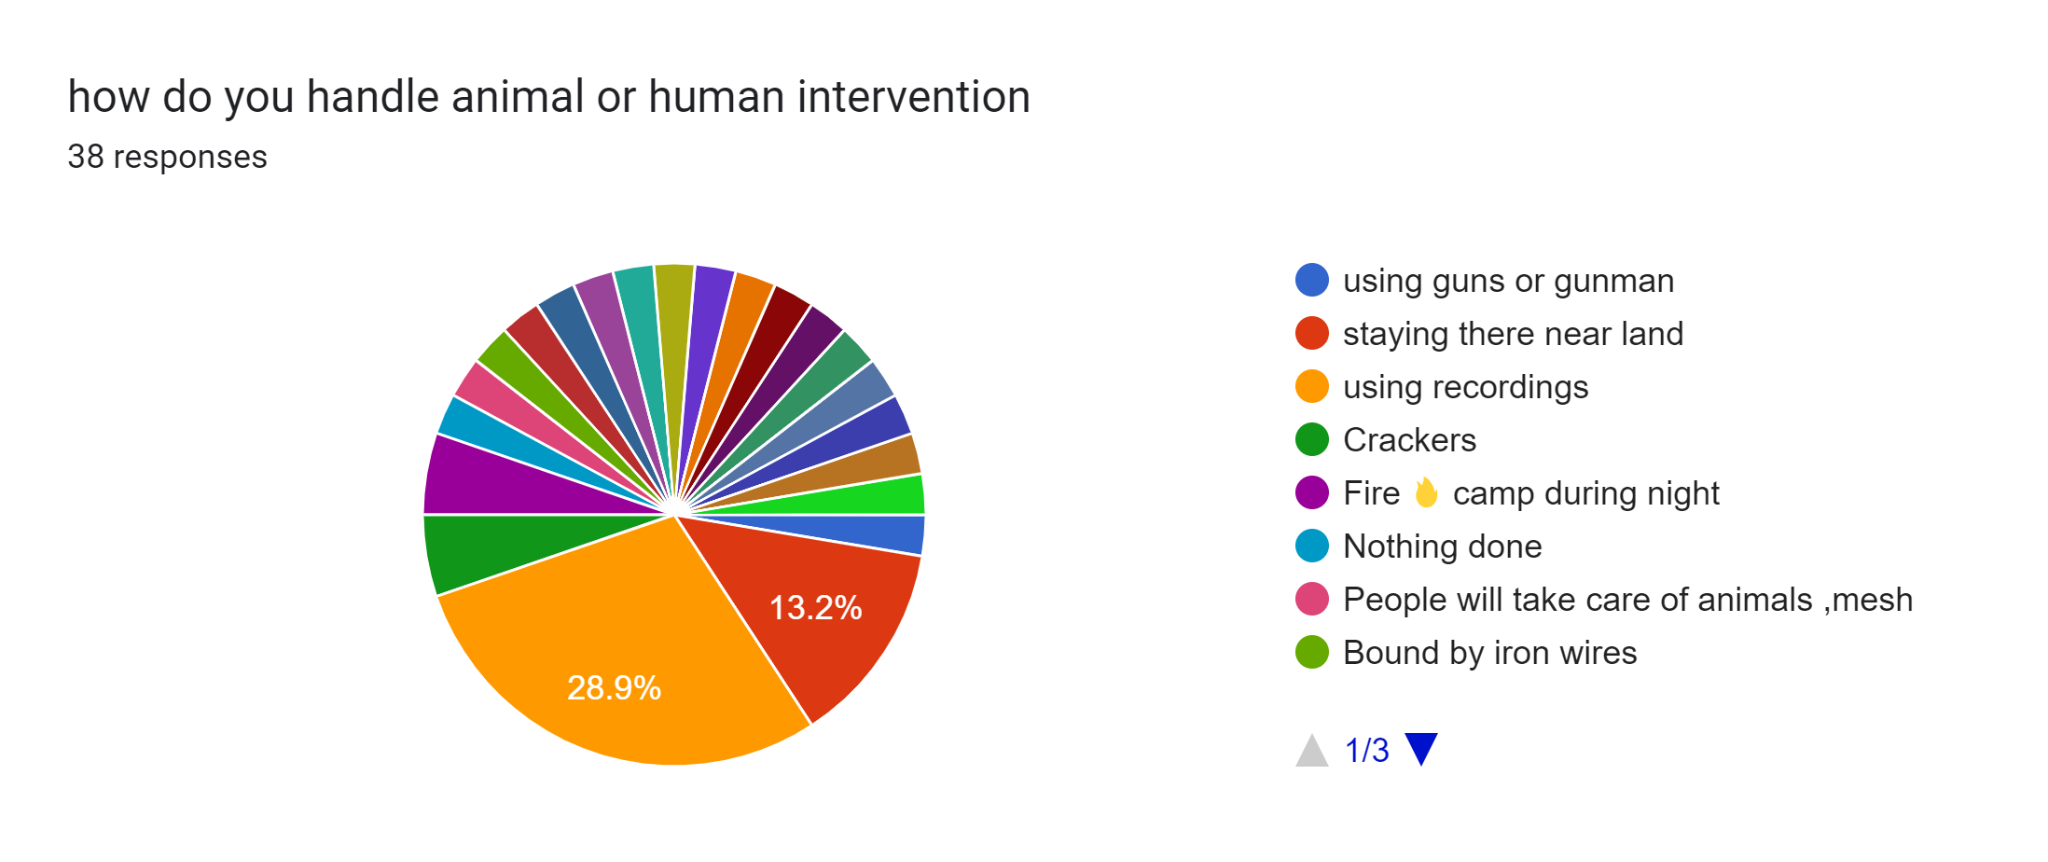 how do you handle animal or human intervention
38 responses
13.2%
28.9%
using guns or gunman
staying there near land
using recordings
Crackers
Fire 🔥 camp during night
Nothing done
People will take care of animals ,mesh
Bound by iron wires
1/3